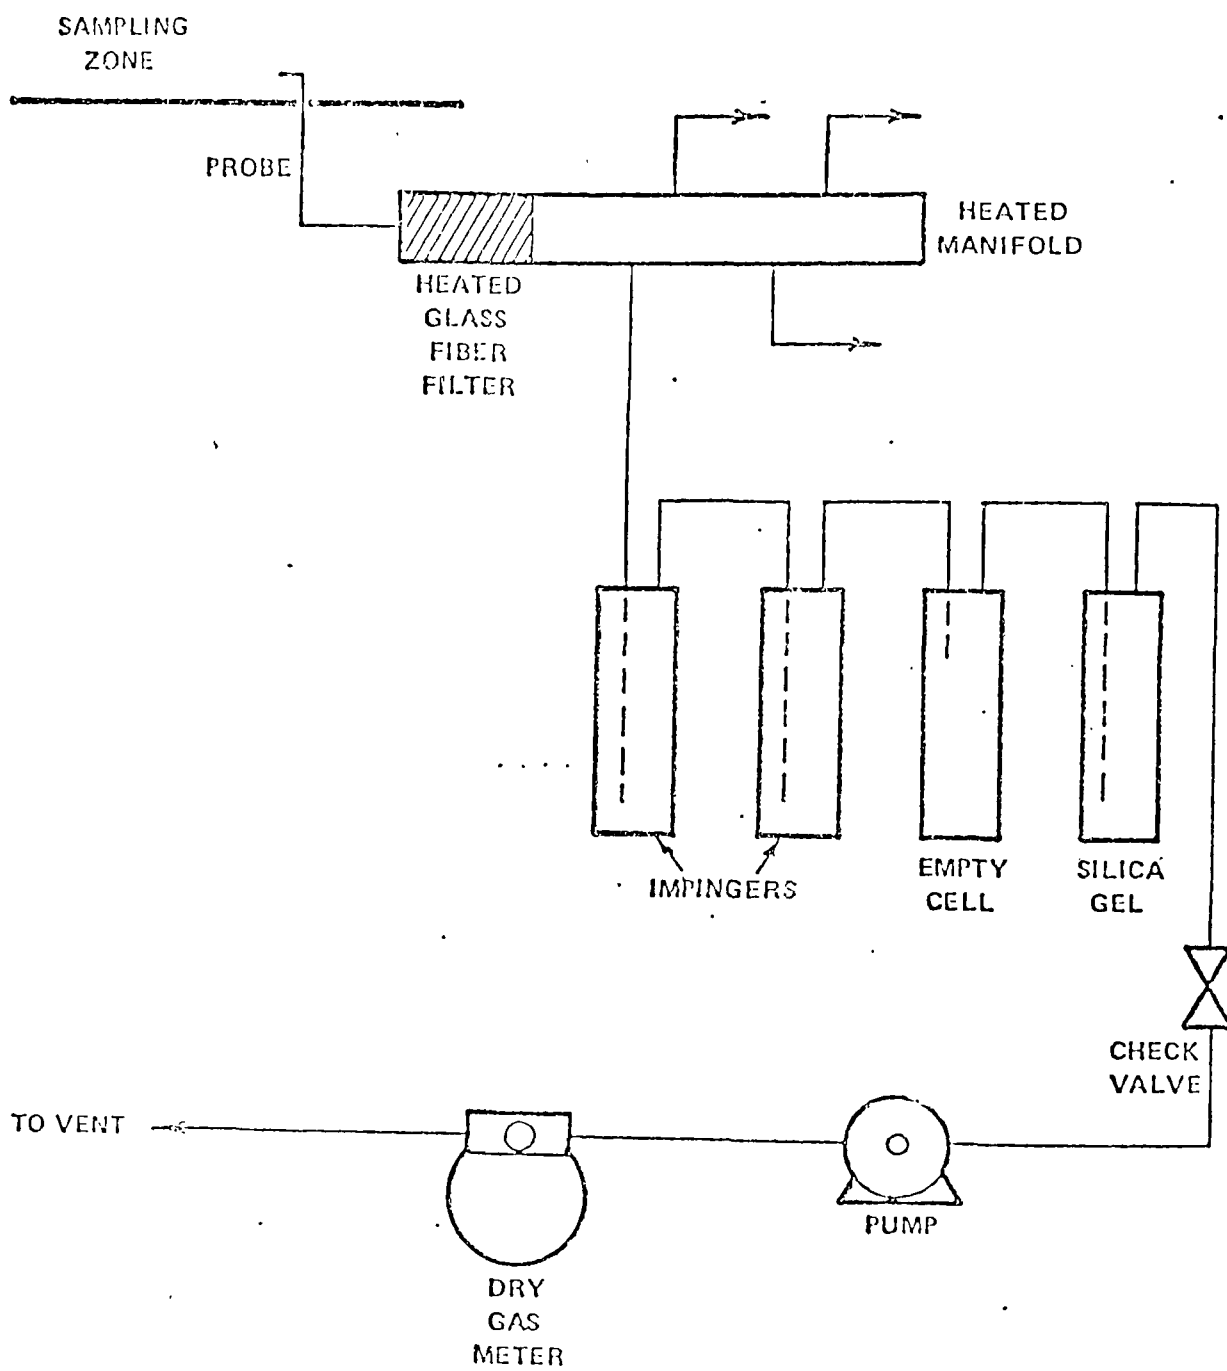 SAMPLING
ZONE
PROBE
HEATED
MANIFOLD
HEATED
GLASS
FIBER
FILTER
IMPINGERS
EMPTY
CELL
SILICA
GEL
CHECK
VALVE
TO VENT
PUMP
DRY
GAS
METER